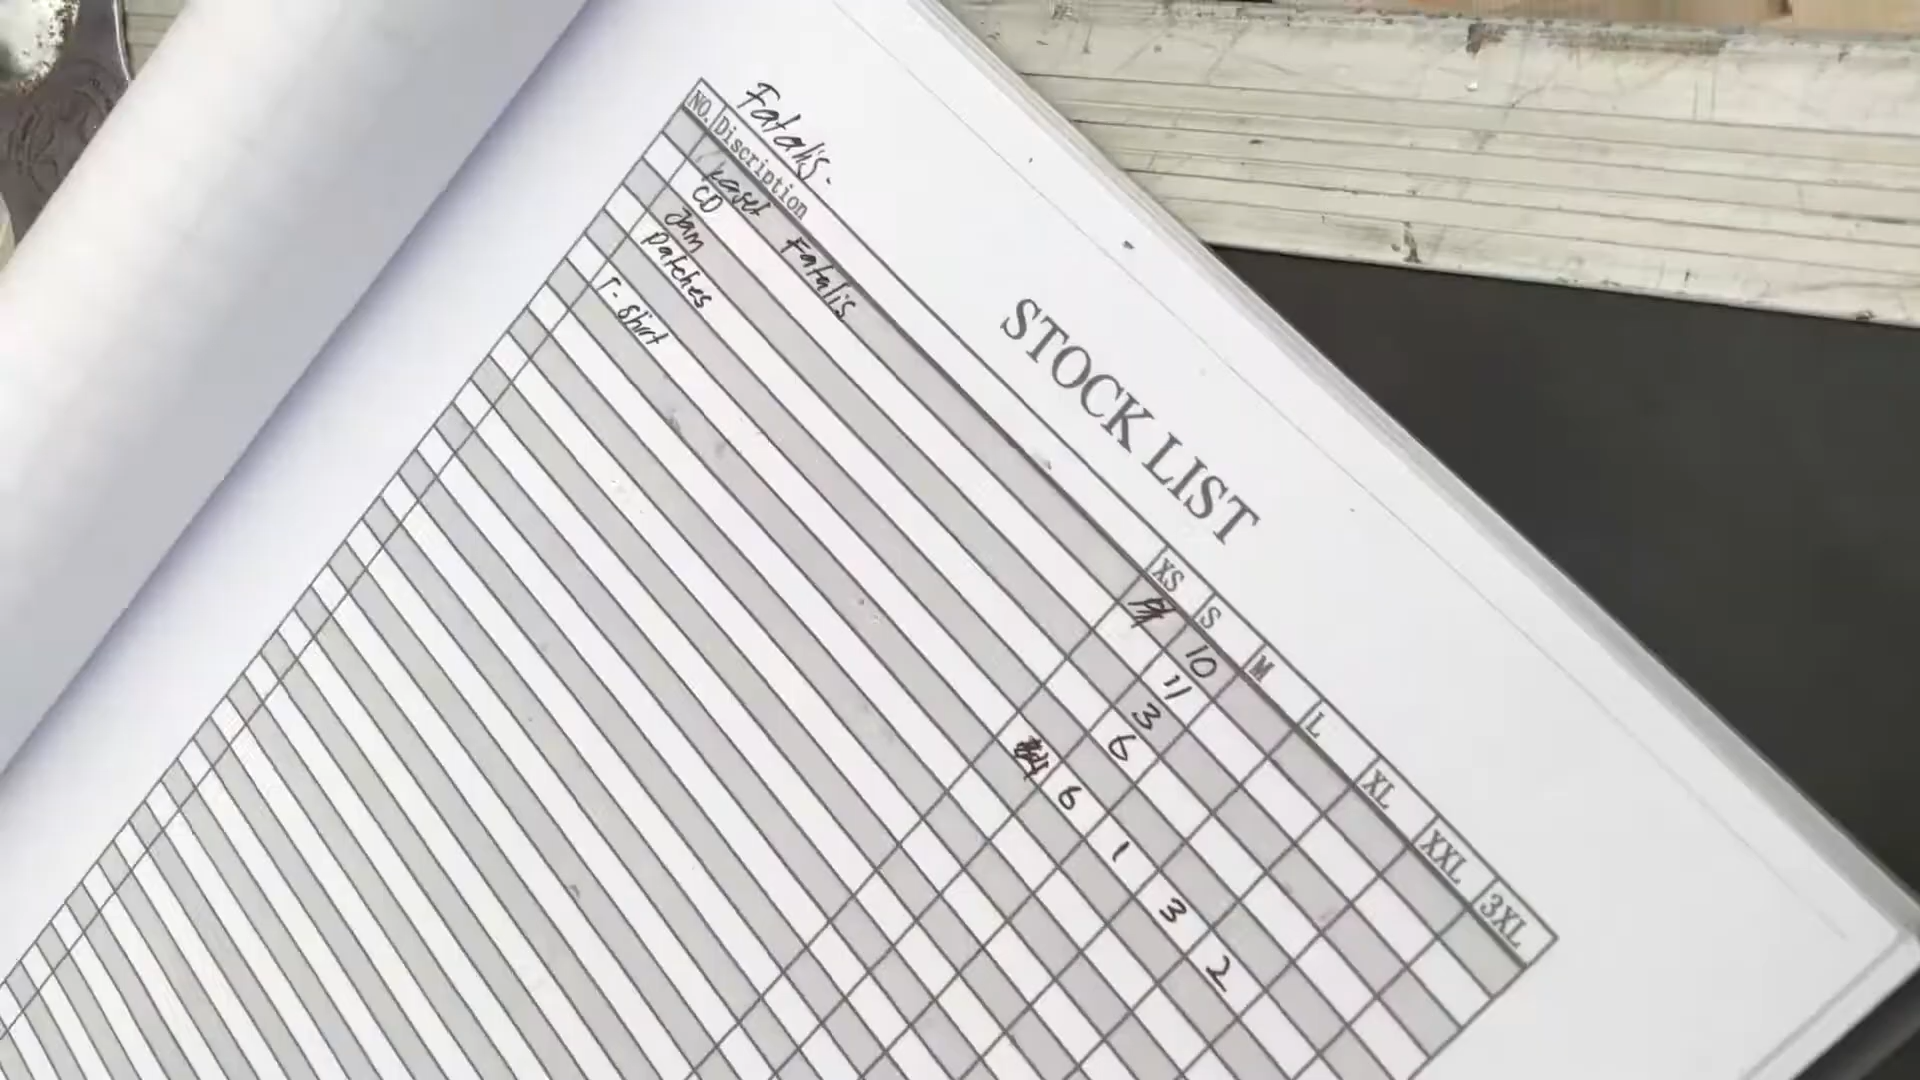 STOCK LIST
Fatalis.
NO. Discription XS S M L XL XXL 3XL
kaset Fatalis 10
CD 11
Jam 3
Patches 6
T-Shirt 6 1 3 2